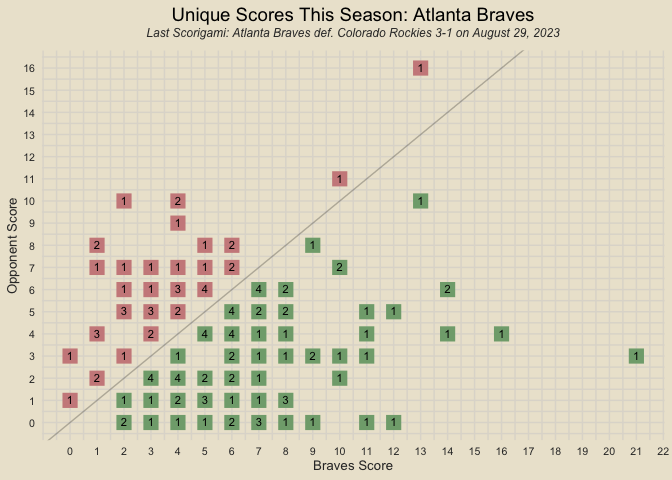 Unique Scores This Season: Atlanta Braves
Last Scorigami: Atlanta Braves def. Colorado Rockies 3-1 on August 29, 2023
16 1
15
14
13
12
11 1
10 1 2 1
9 1
8 2 1 2 1
7 1 1 1 1 1 2 2
6 1 1 3 4 4 2 2
5 3 3 2 4 2 2 1 1
4 3 2 4 4 1 1 1 1 1
3 1 1 1 2 1 1 2 1 1 1
2 2 4 4 2 2 1 1
1 1 1 1 2 3 1 1 3
0 2 1 1 1 2 3 1 1 1 1
0 1 2 3 4 5 6 7 8 9 10 11 12 13 14 15 16 17 18 19 20 21 22
Opponent Score
Braves Score